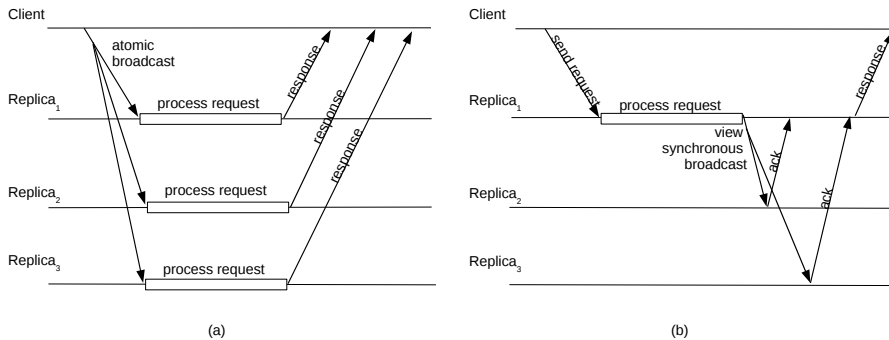 Client
atomic
broadcast
response
response
response
Replica1
process request
Replica2
process request
Replica3
process request
(a)
Client
send request
response
Replica1
process request
view
synchronous
broadcast
ack
ack
Replica2
Replica3
(b)